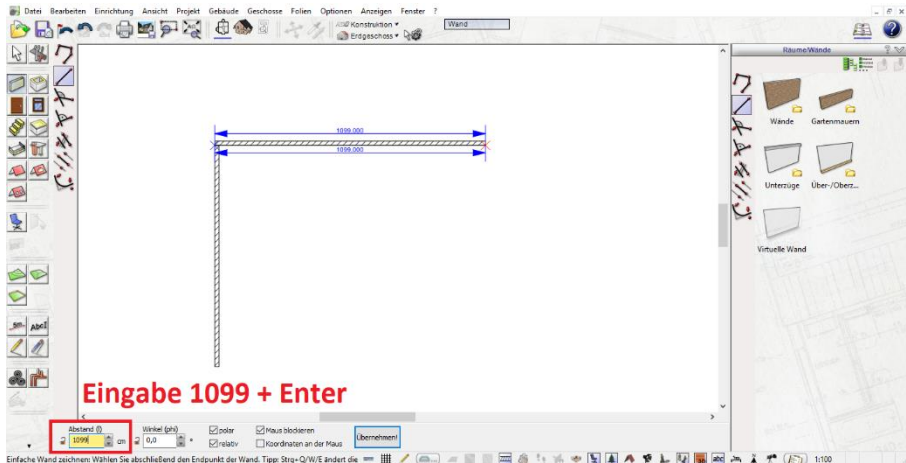 Datei Bearbeiten Einrichtung Ansicht Projekt Gebäude Geschosse Folien Optionen Anzeigen Fenster ?
Konstruktion
Erdgeschoss
Wand
Räume/Wände
Wände Gartenmauern
Unterzüge Über-/Oberz...
Virtuelle Wand
1099,000
1099,000
Abc
Eingabe 1099 + Enter
Abstand (l) Winkel (phi) polar Maus blockieren
1099 cm 0,0 ° relativ Koordinaten an der Maus Übernehmen!
Einfache Wand zeichnen: Wählen Sie abschließend den Endpunkt der Wand. Tipp: Strg+Q/W/E ändert die
1:100